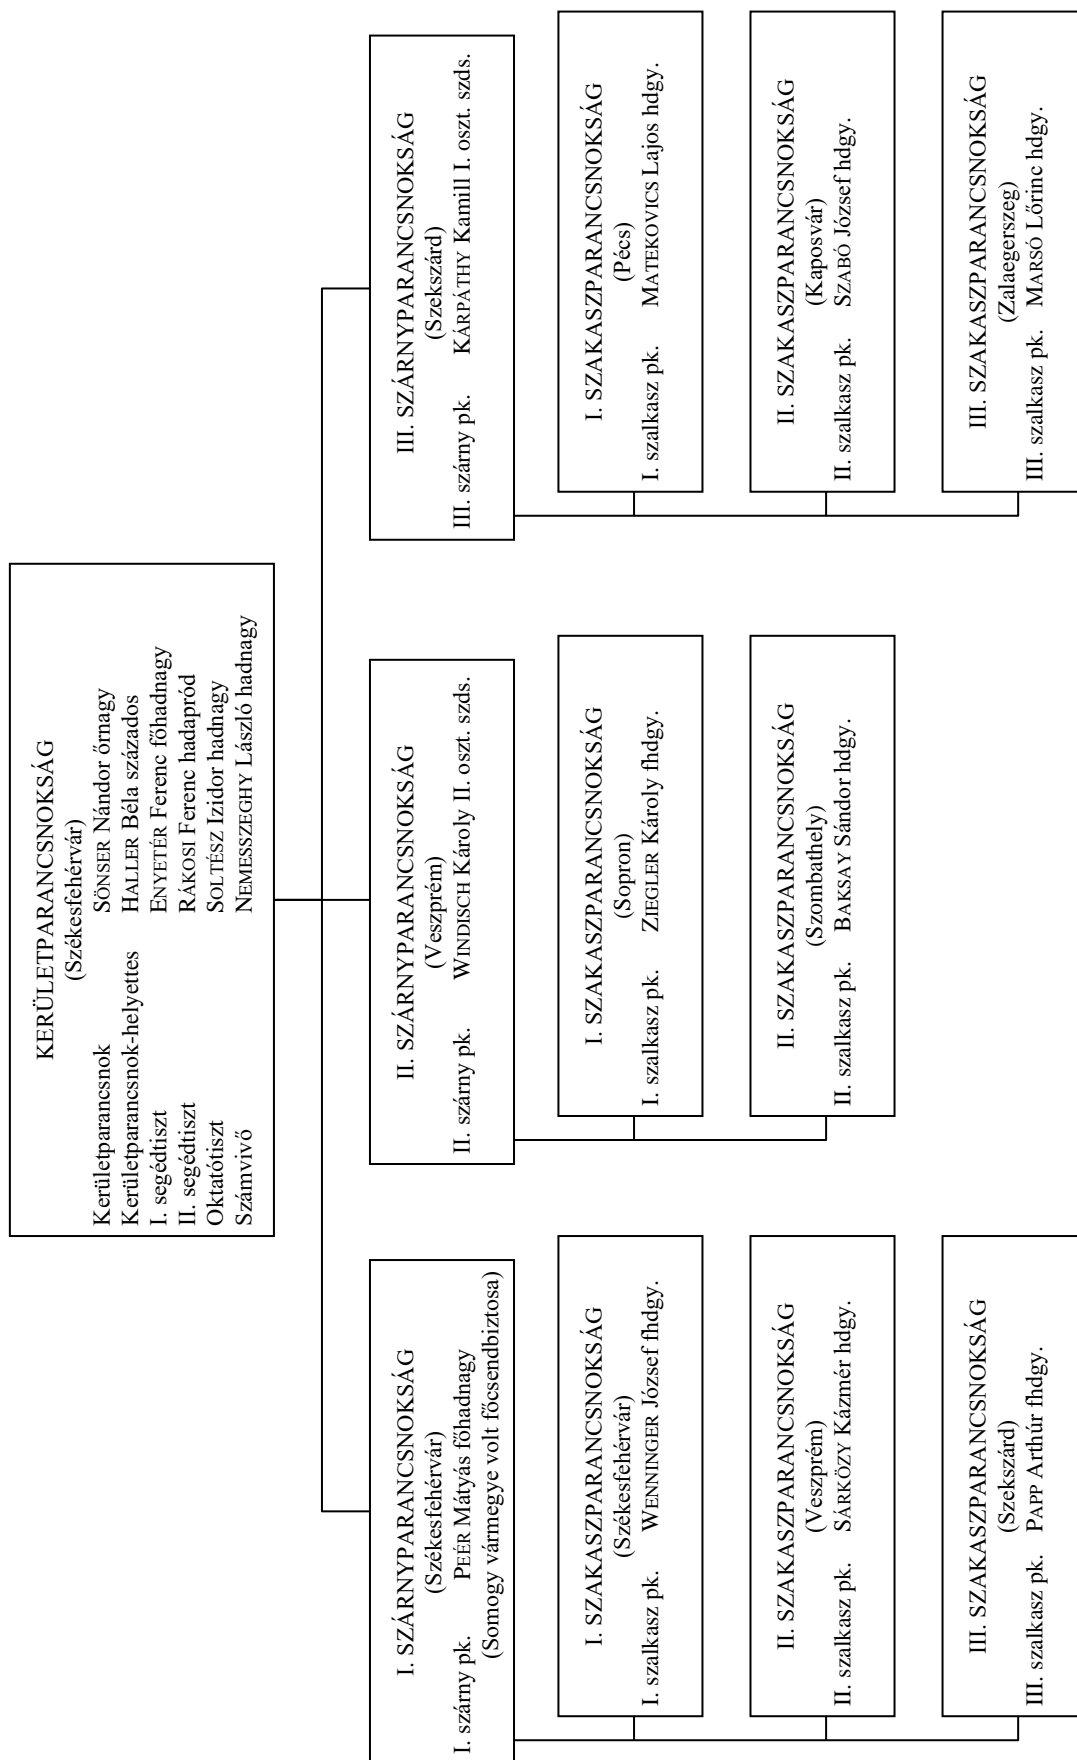 KERÜLETPARANCSNOKSÁG
(Székesfehérvár)
Kerületparancsnok SÖNSER Nándor őrnagy
Kerületparancsnok-helyettes HALLER Béla százados
I. segédtiszt ENYETÉR Ferenc főhadnagy
II. segédtiszt RÁKOSI Ferenc hadapród
Oktatótiszt SOLTÉSZ Izidor hadnagy
Számvivő NEMESSZEGHY László hadnagy
I. SZÁRNYPARANCSNOKSÁG
(Székesfehérvár)
I. szárny pk. PEÉR Mátyás főhadnagy
(Somogy vármegye volt főcsendbiztosa)
I. SZAKASZPARANCSNOKSÁG
(Székesfehérvár)
I. szalkasz pk. WENNINGER József fhdgy.
II. SZAKASZPARANCSNOKSÁG
(Veszprém)
II. szalkasz pk. SÁRKÖZY Kázmér hdgy.
III. SZAKASZPARANCSNOKSÁG
(Szekszárd)
III. szalkasz pk. PAPP Arthúr fhdgy.
II. SZÁRNYPARANCSNOKSÁG
(Veszprém)
II. szárny pk. WINDISCH Károly II. oszt. szds.
I. SZAKASZPARANCSNOKSÁG
(Sopron)
I. szalkasz pk. ZIEGLER Károly fhdgy.
II. SZAKASZPARANCSNOKSÁG
(Szombathely)
II. szalkasz pk. BAKSAY Sándor hdgy.
III. SZÁRNYPARANCSNOKSÁG
(Szekszárd)
III. szárny pk. KÁRPÁTHY Kamill I. oszt. szds.
I. SZAKASZPARANCSNOKSÁG
(Pécs)
I. szalkasz pk. MATEKOVICS Lajos hdgy.
II. SZAKASZPARANCSNOKSÁG
(Kaposvár)
II. szalkasz pk. SZABÓ József hdgy.
III. SZAKASZPARANCSNOKSÁG
(Zalaegerszeg)
III. szalkasz pk. MARSÓ Lőrinc hdgy.